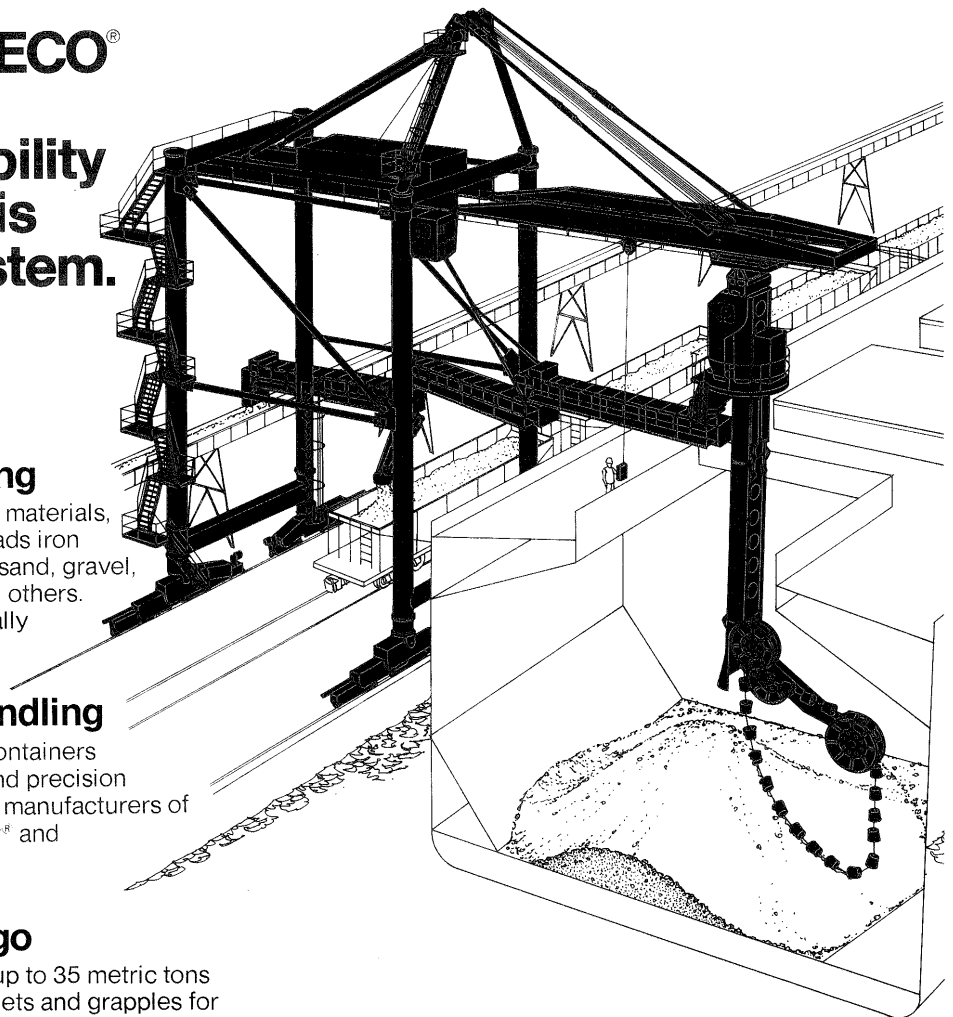 ECO®
bility
is
stem.
ng
materials,
ads iron
sand, gravel,
others.
ally
ndling
ontainers
nd precision
manufacturers of
® and
go
up to 35 metric tons
ets and grapples for